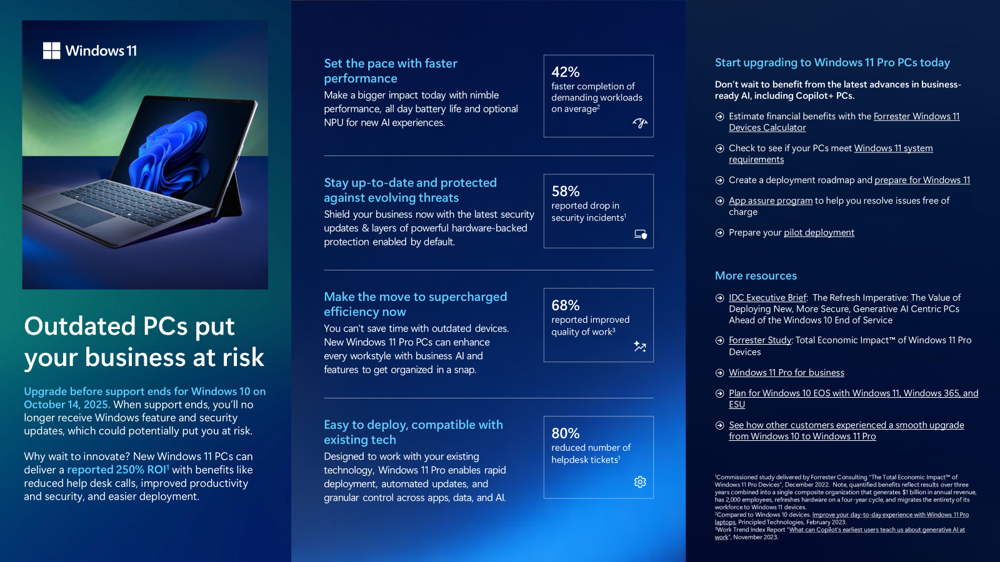 Windows 11
Outdated PCs put
your business at risk
Upgrade before support ends for Windows 10 on
October 14, 2025. When support ends, you’ll no
longer receive Windows feature and security
updates, which could potentially put you at risk.
Why wait to innovate? New Windows 11 PCs can
deliver a reported 250% ROI¹ with benefits like
reduced help desk calls, improved productivity
and security, and easier deployment.
Set the pace with faster
performance
Make a bigger impact today with nimble
performance, all day battery life and optional
NPU for new AI experiences.
42%
faster completion of
demanding workloads
on average²
Stay up-to-date and protected
against evolving threats
Shield your business now with the latest security
updates & layers of powerful hardware-backed
protection enabled by default.
58%
reported drop in
security incidents¹
Make the move to supercharged
efficiency now
You can't save time with outdated devices.
New Windows 11 Pro PCs can enhance
every workstyle with business AI and
features to get organized in a snap.
68%
reported improved
quality of work³
Easy to deploy, compatible with
existing tech
Designed to work with your existing
technology, Windows 11 Pro enables rapid
deployment, automated updates, and
granular control across apps, data, and AI.
80%
reduced number of
helpdesk tickets¹
Start upgrading to Windows 11 Pro PCs today
Don’t wait to benefit from the latest advances in business-
ready AI, including Copilot+ PCs.
Estimate financial benefits with the Forrester Windows 11
Devices Calculator
Check to see if your PCs meet Windows 11 system
requirements
Create a deployment roadmap and prepare for Windows 11
App assure program to help you resolve issues free of
charge
Prepare your pilot deployment
More resources
IDC Executive Brief: The Refresh Imperative: The Value of
Deploying New, More Secure, Generative AI Centric PCs
Ahead of the Windows 10 End of Service
Forrester Study: Total Economic Impact™ of Windows 11 Pro
Devices
Windows 11 Pro for business
Plan for Windows 10 EOS with Windows 11, Windows 365, and
ESU
See how other customers experienced a smooth upgrade
from Windows 10 to Windows 11 Pro
¹Commissioned study delivered by Forrester Consulting “The Total Economic Impact™ of
Windows 11 Pro Devices”, December 2022. Note, quantified benefits reflect results over three
years combined into a single composite organization that generates $1 billion in annual revenue,
has 2,000 employees, refreshes hardware on a four-year cycle, and migrates the entirety of its
workforce to Windows 11 devices.
²Compared to Windows 10 devices. Improve your day-to-day experience with Windows 11 Pro
laptops, Principled Technologies, February 2023.
³Work Trend Index Report “What can Copilot’s earliest users teach us about generative AI at
work”, November 2023.